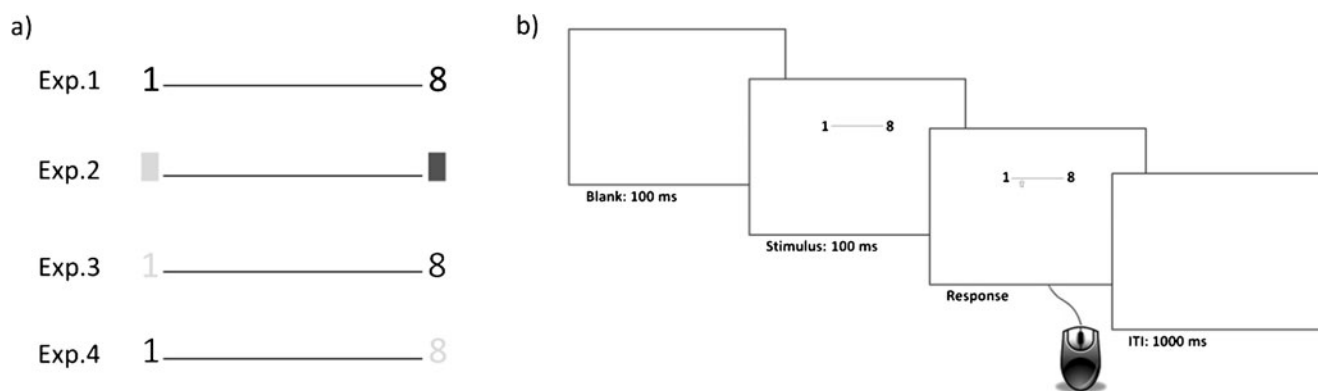 a)
Exp.1 1 8
Exp.2
Exp.3 1 8
Exp.4 1 8
b)
Blank: 100 ms
1 8
Stimulus: 100 ms
1 8
Response
ITI: 1000 ms